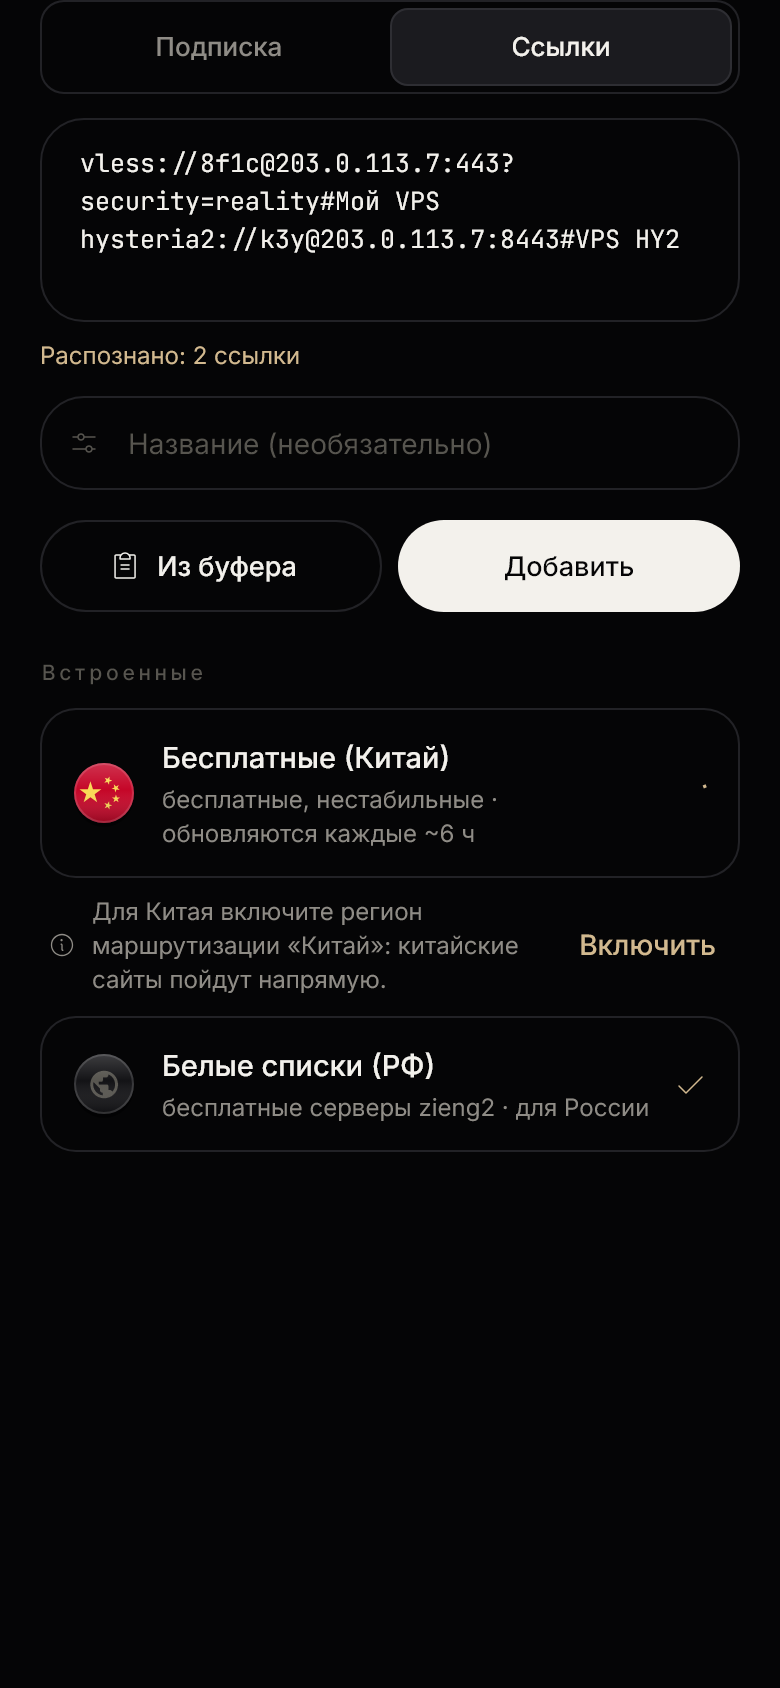 Подписка
Ссылки
vless://8f1c@203.0.113.7:443?
security=reality#Мой VPS
hysteria2://k3y@203.0.113.7:8443#VPS HY2
Распознано: 2 ссылки
Название (необязательно)
Из буфера
Добавить
Встроенные
Бесплатные (Китай)
бесплатные, нестабильные ·
обновляются каждые ~6 ч
Для Китая включите регион
маршрутизации «Китай»: китайские
сайты пойдут напрямую.
Включить
Белые списки (РФ)
бесплатные серверы zieng2 · для России